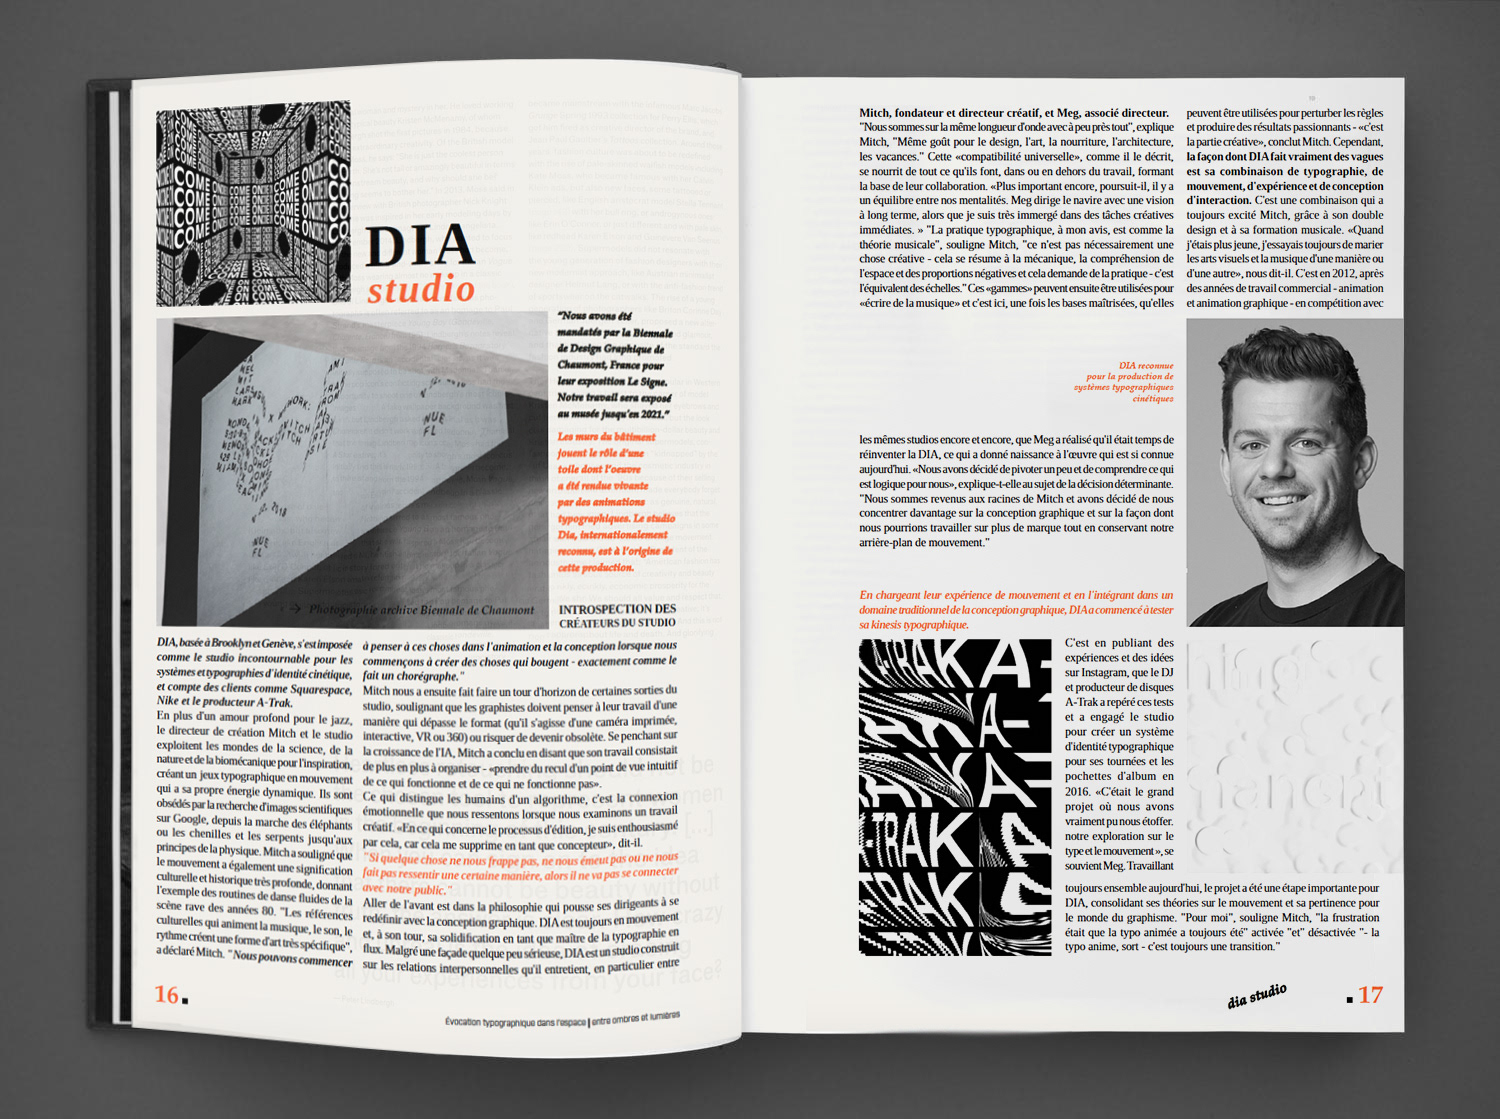 DIA
studio
"Nous avons été
mandatés par la Biennale
de Design Graphique de
Chaumont, France pour
leur exposition Le Signe.
Notre travail sera exposé
au musée jusqu'en 2021."
Les murs du bâtiment
jouent le rôle d'une
toile dont l'oeuvre
a été rendue vivante
par des animations
typographiques. Le studio
Dia, internationalement
reconnu, est à l'origine de
cette production.
→ Photographie archive Biennale de Chaumont
INTROSPECTION DES
CRÉATEURS DU STUDIO
DIA, basée à Brooklyn et Genève, s'est imposée
comme le studio incontournable pour les
systèmes et typographies d'identité cinétique,
et compte des clients comme Squarespace,
Nike et le producteur A-Trak.
En plus d'un amour profond pour le jazz,
le directeur de création Mitch et le studio
exploitent les mondes de la science, de la
nature et de la biomécanique pour l'inspiration,
créant un jeux typographique en mouvement
qui a sa propre énergie dynamique. Ils sont
obsédés par la recherche d'images scientifiques
sur Google, depuis la marche des éléphants
ou les chenilles et les serpents jusqu'aux
principes de la physique. Mitch a souligné que
le mouvement a également une signification
culturelle et historique très profonde, donnant
l'exemple des routines de danse fluides de la
scène rave des années 80. "Les références
culturelles qui animent la musique, le son, le
rythme créent une forme d'art très spécifique",
a déclaré Mitch. "Nous pouvons commencer
à penser à ces choses dans l'animation et la conception lorsque nous
commençons à créer des choses qui bougent - exactement comme le
fait un chorégraphe."
Mitch nous a ensuite fait faire un tour d'horizon de certaines sorties du
studio, soulignant que les graphistes doivent penser à leur travail d'une
manière qui dépasse le format (qu'il s'agisse d'une caméra imprimée,
interactive, VR ou 360) ou risquer de devenir obsolète. Se penchant sur
la croissance de l'IA, Mitch a conclu en disant que son travail consistait
de plus en plus à organiser - «prendre du recul d'un point de vue intuitif
de ce qui fonctionne et de ce qui ne fonctionne pas».
Ce qui distingue les humains d'un algorithme, c'est la connexion
émotionnelle que nous ressentons lorsque nous examinons un travail
créatif. «En ce qui concerne le processus d'édition, je suis enthousiasmé
par cela, car cela me supprime en tant que concepteur», dit-il.
"Si quelque chose ne nous frappe pas, ne nous émeut pas ou ne nous
fait pas ressentir une certaine manière, alors il ne va pas se connecter
avec notre public."
Aller de l'avant est dans la philosophie qui pousse ses dirigeants à se
redéfinir avec la conception graphique. DIA est toujours en mouvement
et, à son tour, sa solidification en tant que maître de la typographie en
flux. Malgré une façade quelque peu sérieuse, DIA est un studio construit
sur les relations interpersonnelles qu'il entretient, en particulier entre
16
Évocation typographique dans l'espace | entre ombres et lumières
Mitch, fondateur et directeur créatif, et Meg, associé directeur.
"Nous sommes sur la même longueur d'onde avec à peu près tout", explique
Mitch, "Même goût pour le design, l'art, la nourriture, l'architecture,
les vacances." Cette «compatibilité universelle», comme il le décrit,
se nourrit de tout ce qu'ils font, dans ou en dehors du travail, formant
la base de leur collaboration. «Plus important encore, poursuit-il, il y a
un équilibre entre nos mentalités. Meg dirige le navire avec une vision
à long terme, alors que je suis très immergé dans des tâches créatives
immédiates. » "La pratique typographique, à mon avis, est comme la
théorie musicale", souligne Mitch, "ce n'est pas nécessairement une
chose créative - cela se résume à la mécanique, la compréhension de
l'espace et des proportions négatives et cela demande de la pratique - c'est
l'équivalent des échelles." Ces «gammes» peuvent ensuite être utilisées pour
«écrire de la musique» et c'est ici, une fois les bases maîtrisées, qu'elles
peuvent être utilisées pour perturber les règles
et produire des résultats passionnants - «c'est
la partie créative», conclut Mitch. Cependant,
la façon dont DIA fait vraiment des vagues
est sa combinaison de typographie, de
mouvement, d'expérience et de conception
d'interaction. C'est une combinaison qui a
toujours excité Mitch, grâce à son double
design et à sa formation musicale. «Quand
j'étais plus jeune, j'essayais toujours de marier
les arts visuels et la musique d'une manière ou
d'une autre», nous dit-il. C'est en 2012, après
des années de travail commercial - animation
et animation graphique - en compétition avec
DIA reconnue
pour la production de
systèmes typographiques
cinétiques
les mêmes studios encore et encore, que Meg a réalisé qu'il était temps de
réinventer la DIA, ce qui a donné naissance à l'œuvre qui est si connue
aujourd'hui. «Nous avons décidé de pivoter un peu et de comprendre ce qui
est logique pour nous», explique-t-elle au sujet de la décision déterminante.
"Nous sommes revenus aux racines de Mitch et avons décidé de nous
concentrer davantage sur la conception graphique et sur la façon dont
nous pourrions travailler sur plus de marque tout en conservant notre
arrière-plan de mouvement."
En chargeant leur expérience de mouvement et en l'intégrant dans un
domaine traditionnel de la conception graphique, DIA a commencé à tester
sa kinesis typographique.
C'est en publiant des
expériences et des idées
sur Instagram, que le DJ
et producteur de disques
A-Trak a repéré ces tests
et a engagé le studio
pour créer un système
d'identité typographique
pour ses tournées et les
pochettes d'album en
2016. «C'était le grand
projet où nous avons
vraiment pu nous étoffer.
notre exploration sur le
type et le mouvement », se
souvient Meg. Travaillant
toujours ensemble aujourd'hui, le projet a été une étape importante pour
DIA, consolidant ses théories sur le mouvement et sa pertinence pour
le monde du graphisme. "Pour moi", souligne Mitch, "la frustration
était que la typo animée a toujours été" activée "et" désactivée "- la
typo anime, sort - c'est toujours une transition."
dia studio
17